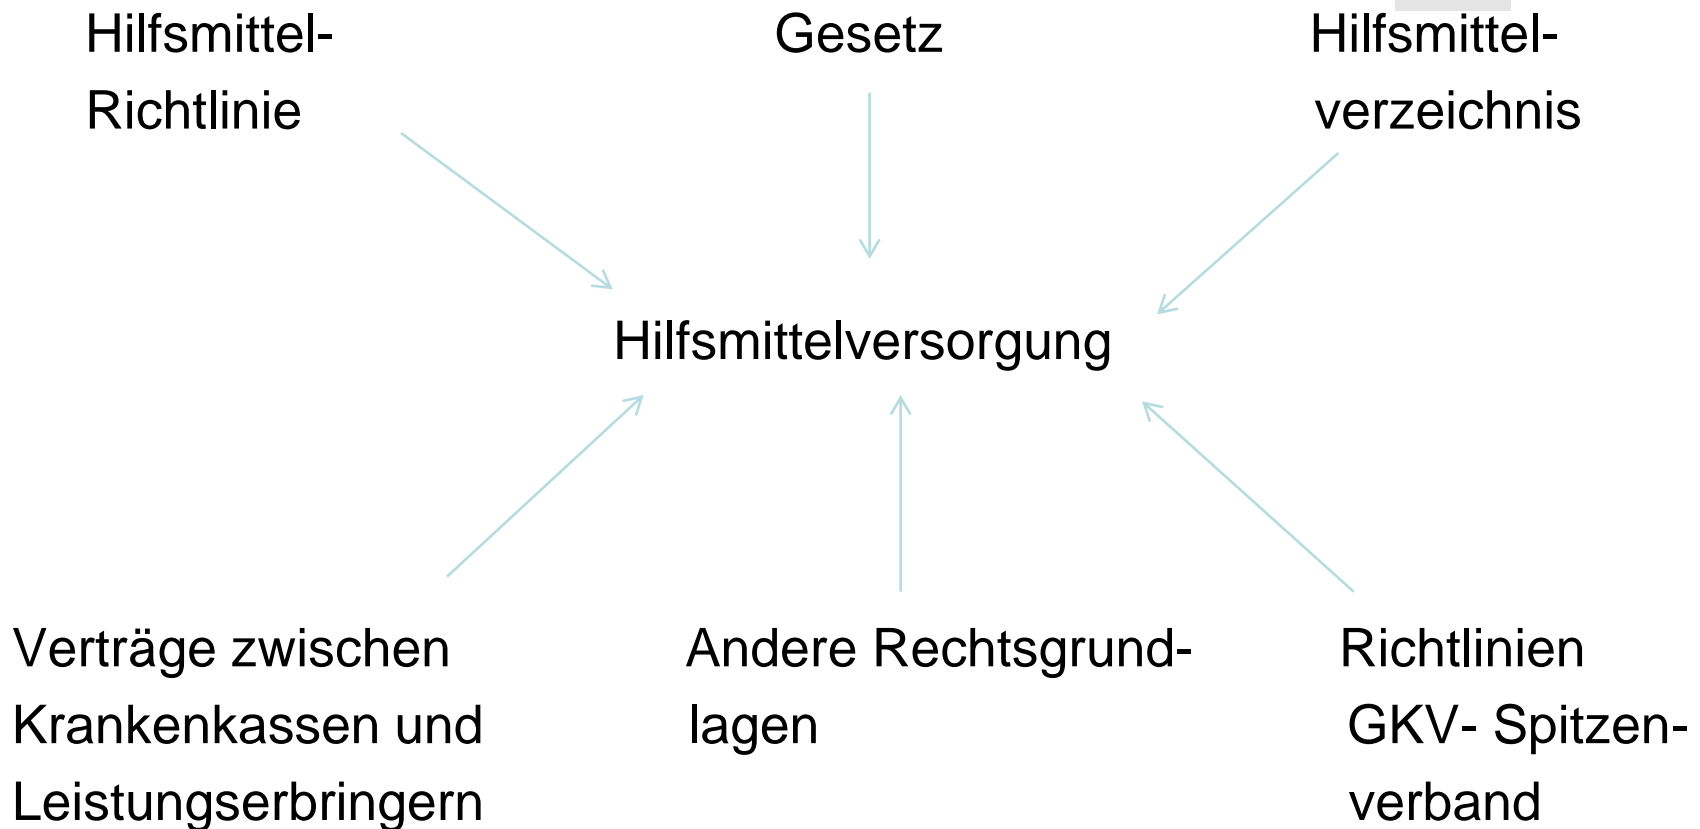 Hilfsmittel-
Richtlinie
Gesetz
Hilfsmittel-
verzeichnis
Hilfsmittelversorgung
Verträge zwischen
Krankenkassen und
Leistungserbringern
Andere Rechtsgrund-
lagen
Richtlinien
GKV- Spitzen-
verband